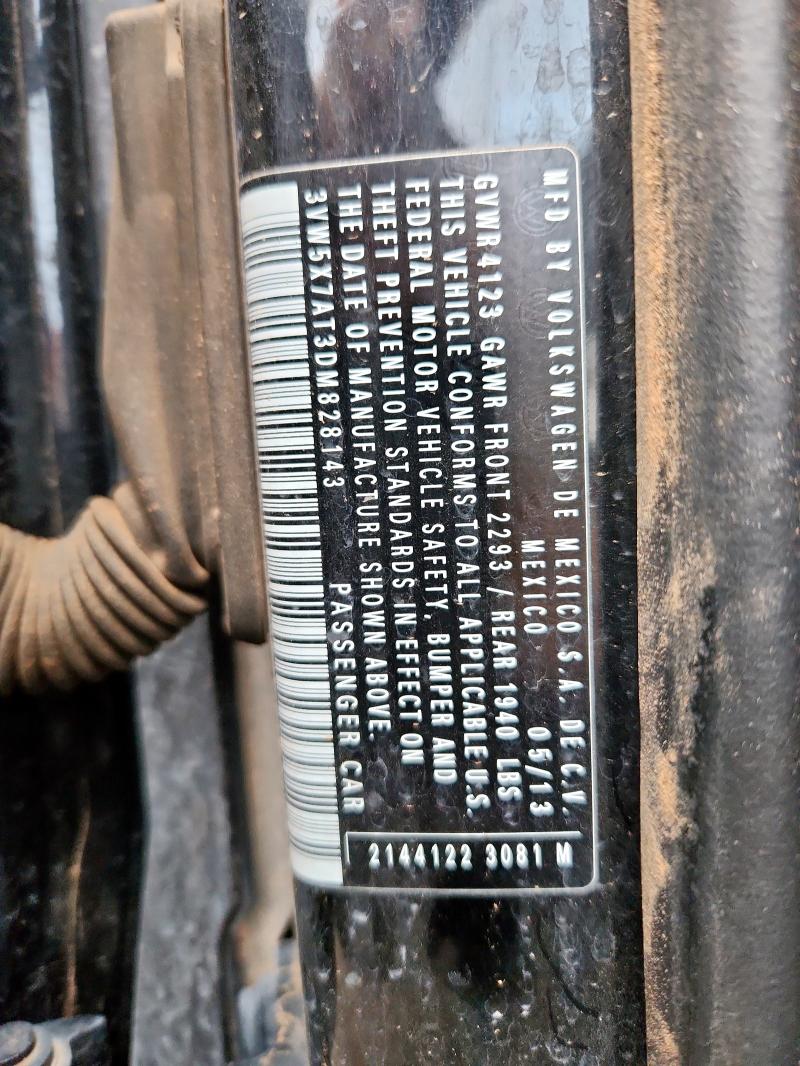 MFD BY VOLKSWAGEN DE MEXICO S.A. DE C.V.
MEXICO 05/13
GVWR4123 GAWR FRONT 2293 / REAR 1940 LBS
THIS VEHICLE CONFORMS TO ALL APPLICABLE U.S.
FEDERAL MOTOR VEHICLE SAFETY, BUMPER AND
THEFT PREVENTION STANDARDS IN EFFECT ON
THE DATE OF MANUFACTURE SHOWN ABOVE.
3VW5X7AT3DM828143 PASSENGER CAR
2144122 3081 M